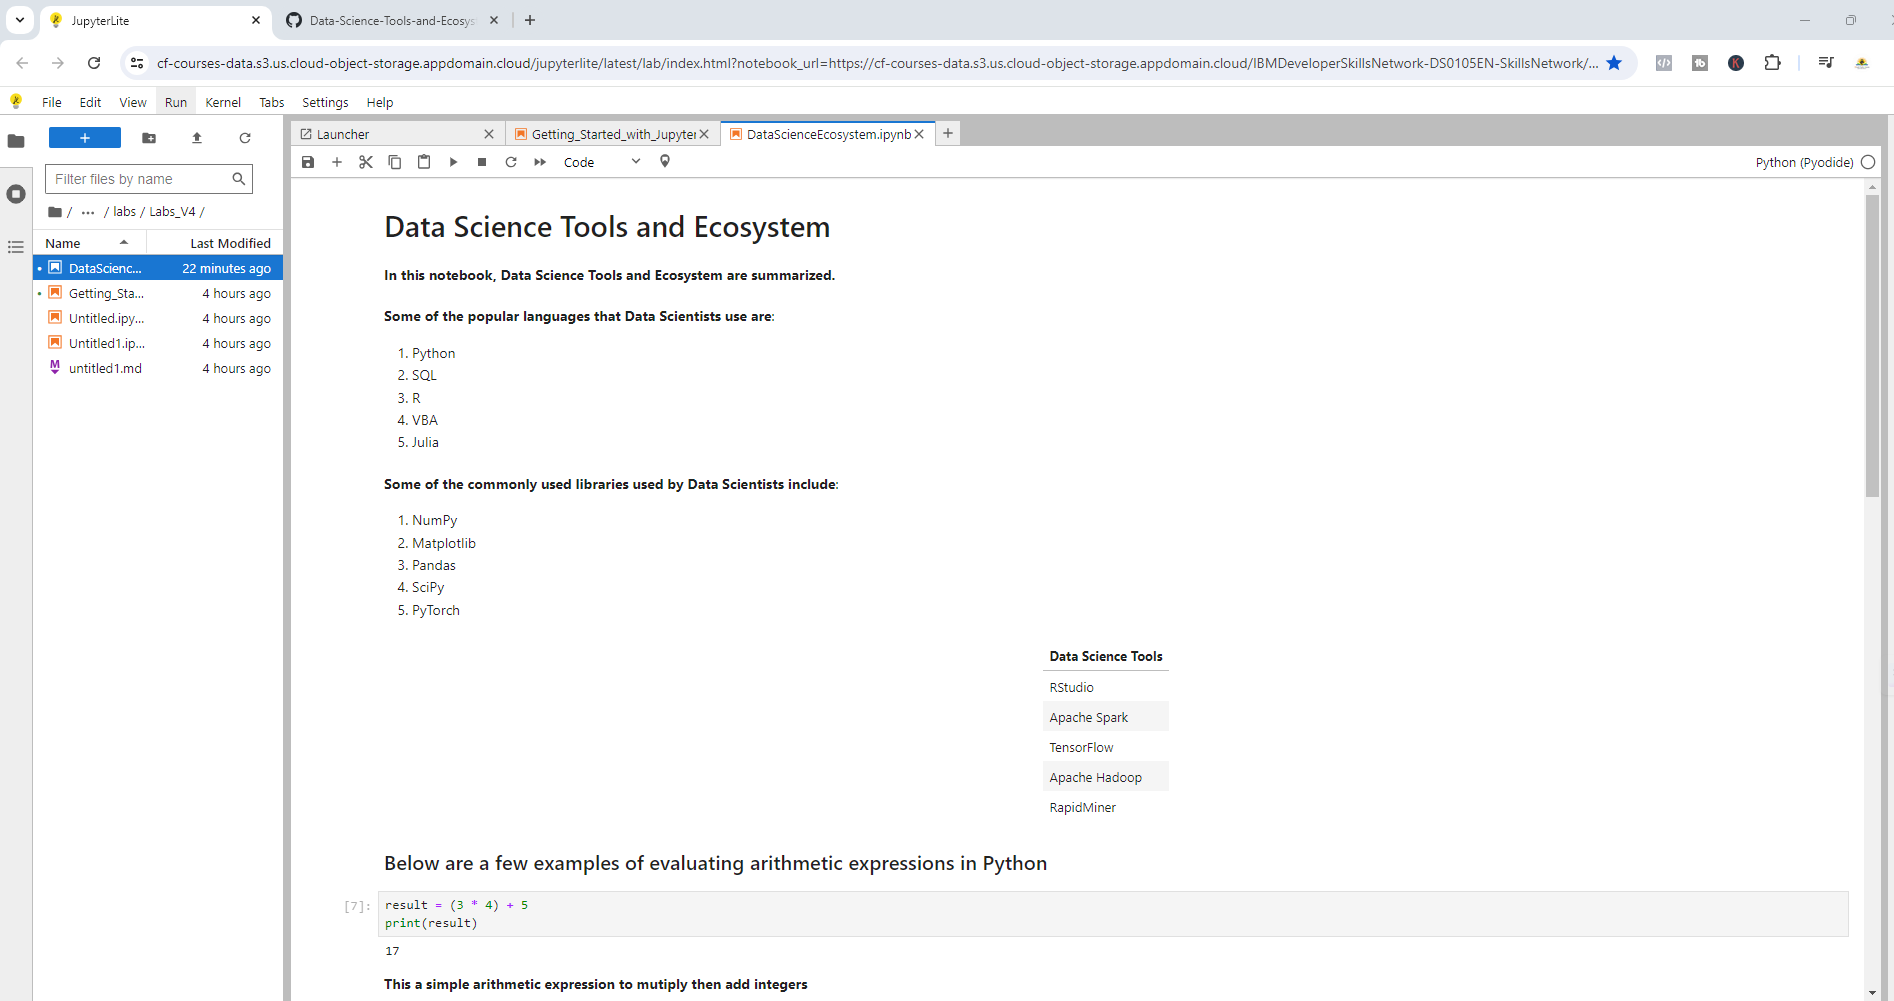 JupyterLite
Data-Science-Tools-and-Ecosys
cf-courses-data.s3.us.cloud-object-storage.appdomain.cloud/jupyterlite/latest/lab/index.html?notebook_url=https://cf-courses-data.s3.us.cloud-object-storage.appdomain.cloud/IBMDeveloperSkillsNetwork-DS0105EN-SkillsNetwork/...
File Edit View Run Kernel Tabs Settings Help
Launcher
Getting_Started_with_Jupyter
DataScienceEcosystem.ipynb
Code
Python (Pyodide)
Filter files by name
/ ... / labs / Labs_V4 /
Name Last Modified
DataScienc... 22 minutes ago
Getting_Sta... 4 hours ago
Untitled.ipy... 4 hours ago
Untitled1.ip... 4 hours ago
untitled1.md 4 hours ago
Data Science Tools and Ecosystem
In this notebook, Data Science Tools and Ecosystem are summarized.
Some of the popular languages that Data Scientists use are:
1. Python
2. SQL
3. R
4. VBA
5. Julia
Some of the commonly used libraries used by Data Scientists include:
1. NumPy
2. Matplotlib
3. Pandas
4. SciPy
5. PyTorch
Data Science Tools
RStudio
Apache Spark
TensorFlow
Apache Hadoop
RapidMiner
Below are a few examples of evaluating arithmetic expressions in Python
[7]: result = (3 * 4) + 5
print(result)
17
This a simple arithmetic expression to mutiply then add integers